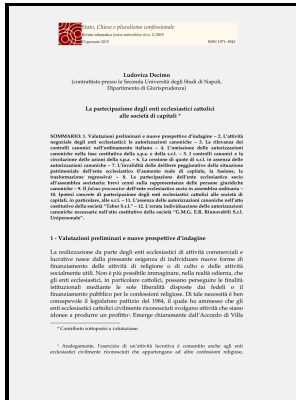 Stato, Chiese e pluralismo confessionale
Rivista telematica (www.statoechiese.it), n. 2/2015
19 gennaio 2015
ISSN 1971- 8543
Ludovica Decimo
(contrattista presso la Seconda Università degli Studi di Napoli,
Dipartimento di Giurisprudenza)
La partecipazione degli enti ecclesiastici cattolici
alle società di capitali *
SOMMARIO: 1. Valutazioni preliminari e nuove prospettive d'indagine – 2. L'attività
negoziale degli enti ecclesiastici: le autorizzazioni canoniche – 3. La rilevanza dei
controlli canonici nell'ordinamento italiano – 4. L'omissione delle autorizzazioni
canoniche nella fase costitutiva della s.p.a. e della s.r.l. – 5. I controlli canonici e la
circolazione delle azioni della s.p.a. – 6. La cessione di quote di s.r.l. in assenza delle
autorizzazioni canoniche – 7. L'invalidità delle delibere peggiorative della situazione
patrimoniale dell'ente ecclesiastico (l'aumento reale di capitale, la fusione, la
trasformazione regressiva) – 8. La partecipazione dell'ente ecclesiastico socio
all'assemblea societaria: brevi cenni sulla rappresentanza delle persone giuridiche
canoniche – 9. Il falsus procurator dell'ente ecclesiastico socio in assemblea ordinaria –
10. Ipotesi concrete di partecipazione degli enti ecclesiastici cattolici alle società di
capitali, in particolare, alle s.r.l. – 11. L'assenza delle autorizzazioni canoniche nell'atto
costitutivo della società "Tabor S.r.l." – 12. L'errata individuazione delle autorizzazioni
canoniche necessarie nell'atto costitutivo della società "G.M.G. E.R. Rinnovabili S.r.l.
Unipersonale".
1 - Valutazioni preliminari e nuove prospettive d'indagine
La realizzazione da parte degli enti ecclesiastici di attività commerciali e
lucrative nasce dalla pressante esigenza di individuare nuove forme di
finanziamento delle attività di religione o di culto e delle attività
socialmente utili. Non è più possibile immaginare, nella realtà odierna, che
gli enti ecclesiastici, in particolare cattolici, possano perseguire le finalità
istituzionali mediante le sole liberalità disposte dai fedeli o il
finanziamento pubblico per le confessioni religiose. Di tale necessità è ben
consapevole il legislatore pattizio del 1984, il quale ha ammesso che gli
enti ecclesiastici cattolici civilmente riconosciuti svolgano attività che siano
idonee a produrre un profitto¹. Emerge chiaramente dall'Accordo di Villa
* Contributo sottoposto a valutazione.
¹ Analogamente, l'esercizio di un'attività lucrativa è consentito anche agli enti
ecclesiastici civilmente riconosciuti che appartengano ad altre confessioni religiose,